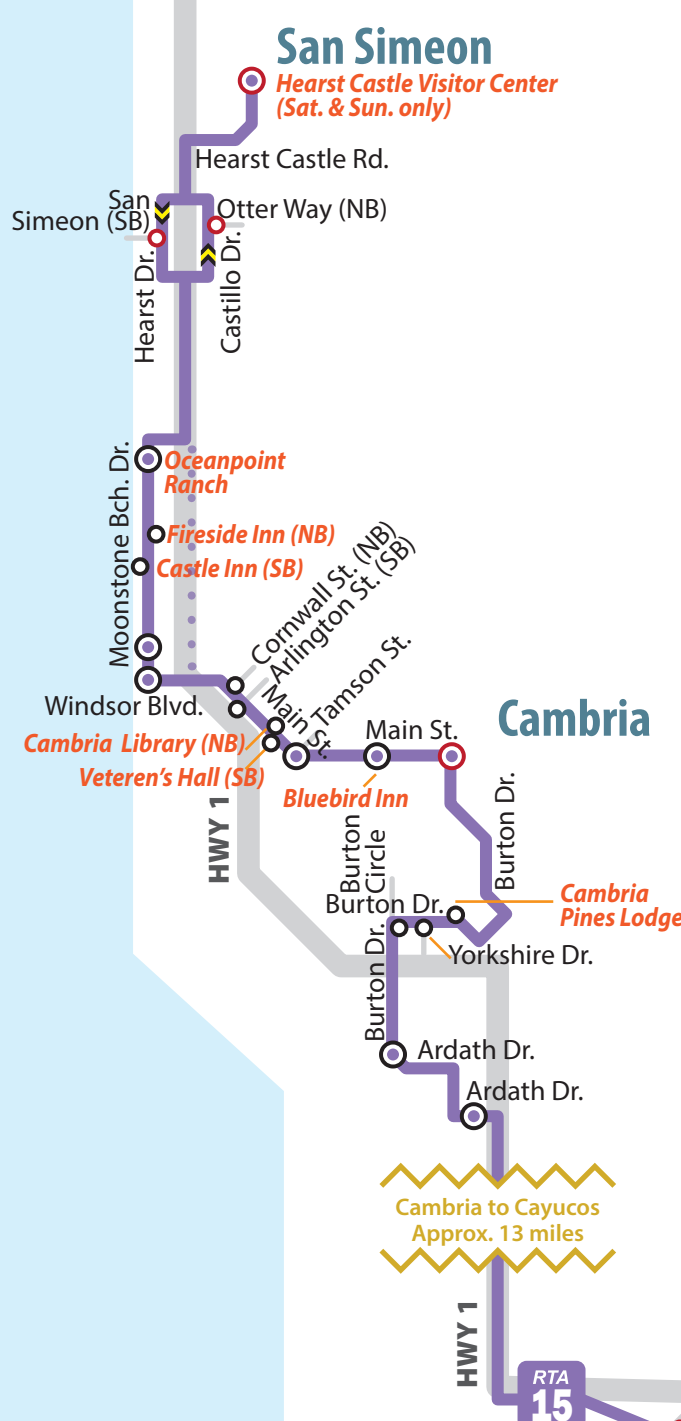 San Simeon
Hearst Castle Visitor Center
(Sat. & Sun. only)
Hearst Castle Rd.
San
Simeon (SB)
Otter Way (NB)
Hearst Dr.
Castillo Dr.
Moonstone Bch. Dr.
Oceanpoint
Ranch
Fireside Inn (NB)
Castle Inn (SB)
Cornwall St. (NB)
Arlington St. (SB)
Tamson St.
Main St.
Windsor Blvd.
Cambria Library (NB)
Veteren's Hall (SB)
Main St.
Cambria
Bluebird Inn
HWY 1
Burton
Circle
Burton Dr.
Burton Dr.
Cambria
Pines Lodge
Yorkshire Dr.
Burton Dr.
Ardath Dr.
Ardath Dr.
Cambria to Cayucos
Approx. 13 miles
HWY 1
RTA
15